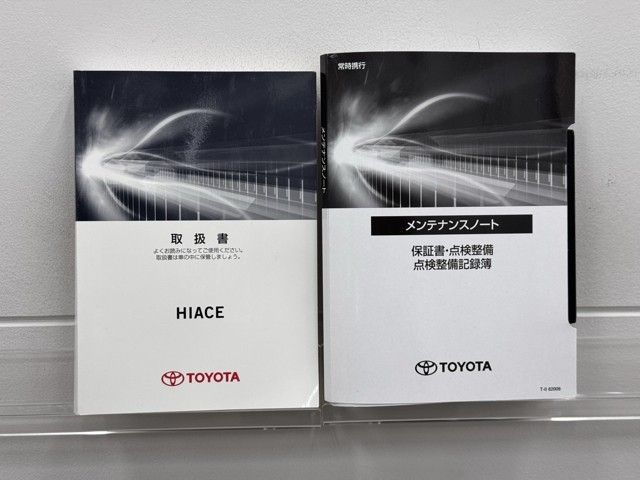 取扱書
よくお読みになってご使用ください。
取扱書は車の中に保管しましょう。
HIACE
TOYOTA
常時携行
メンテナンスノート
メンテナンスノート
保証書・点検整備
点検整備記録簿
TOYOTA